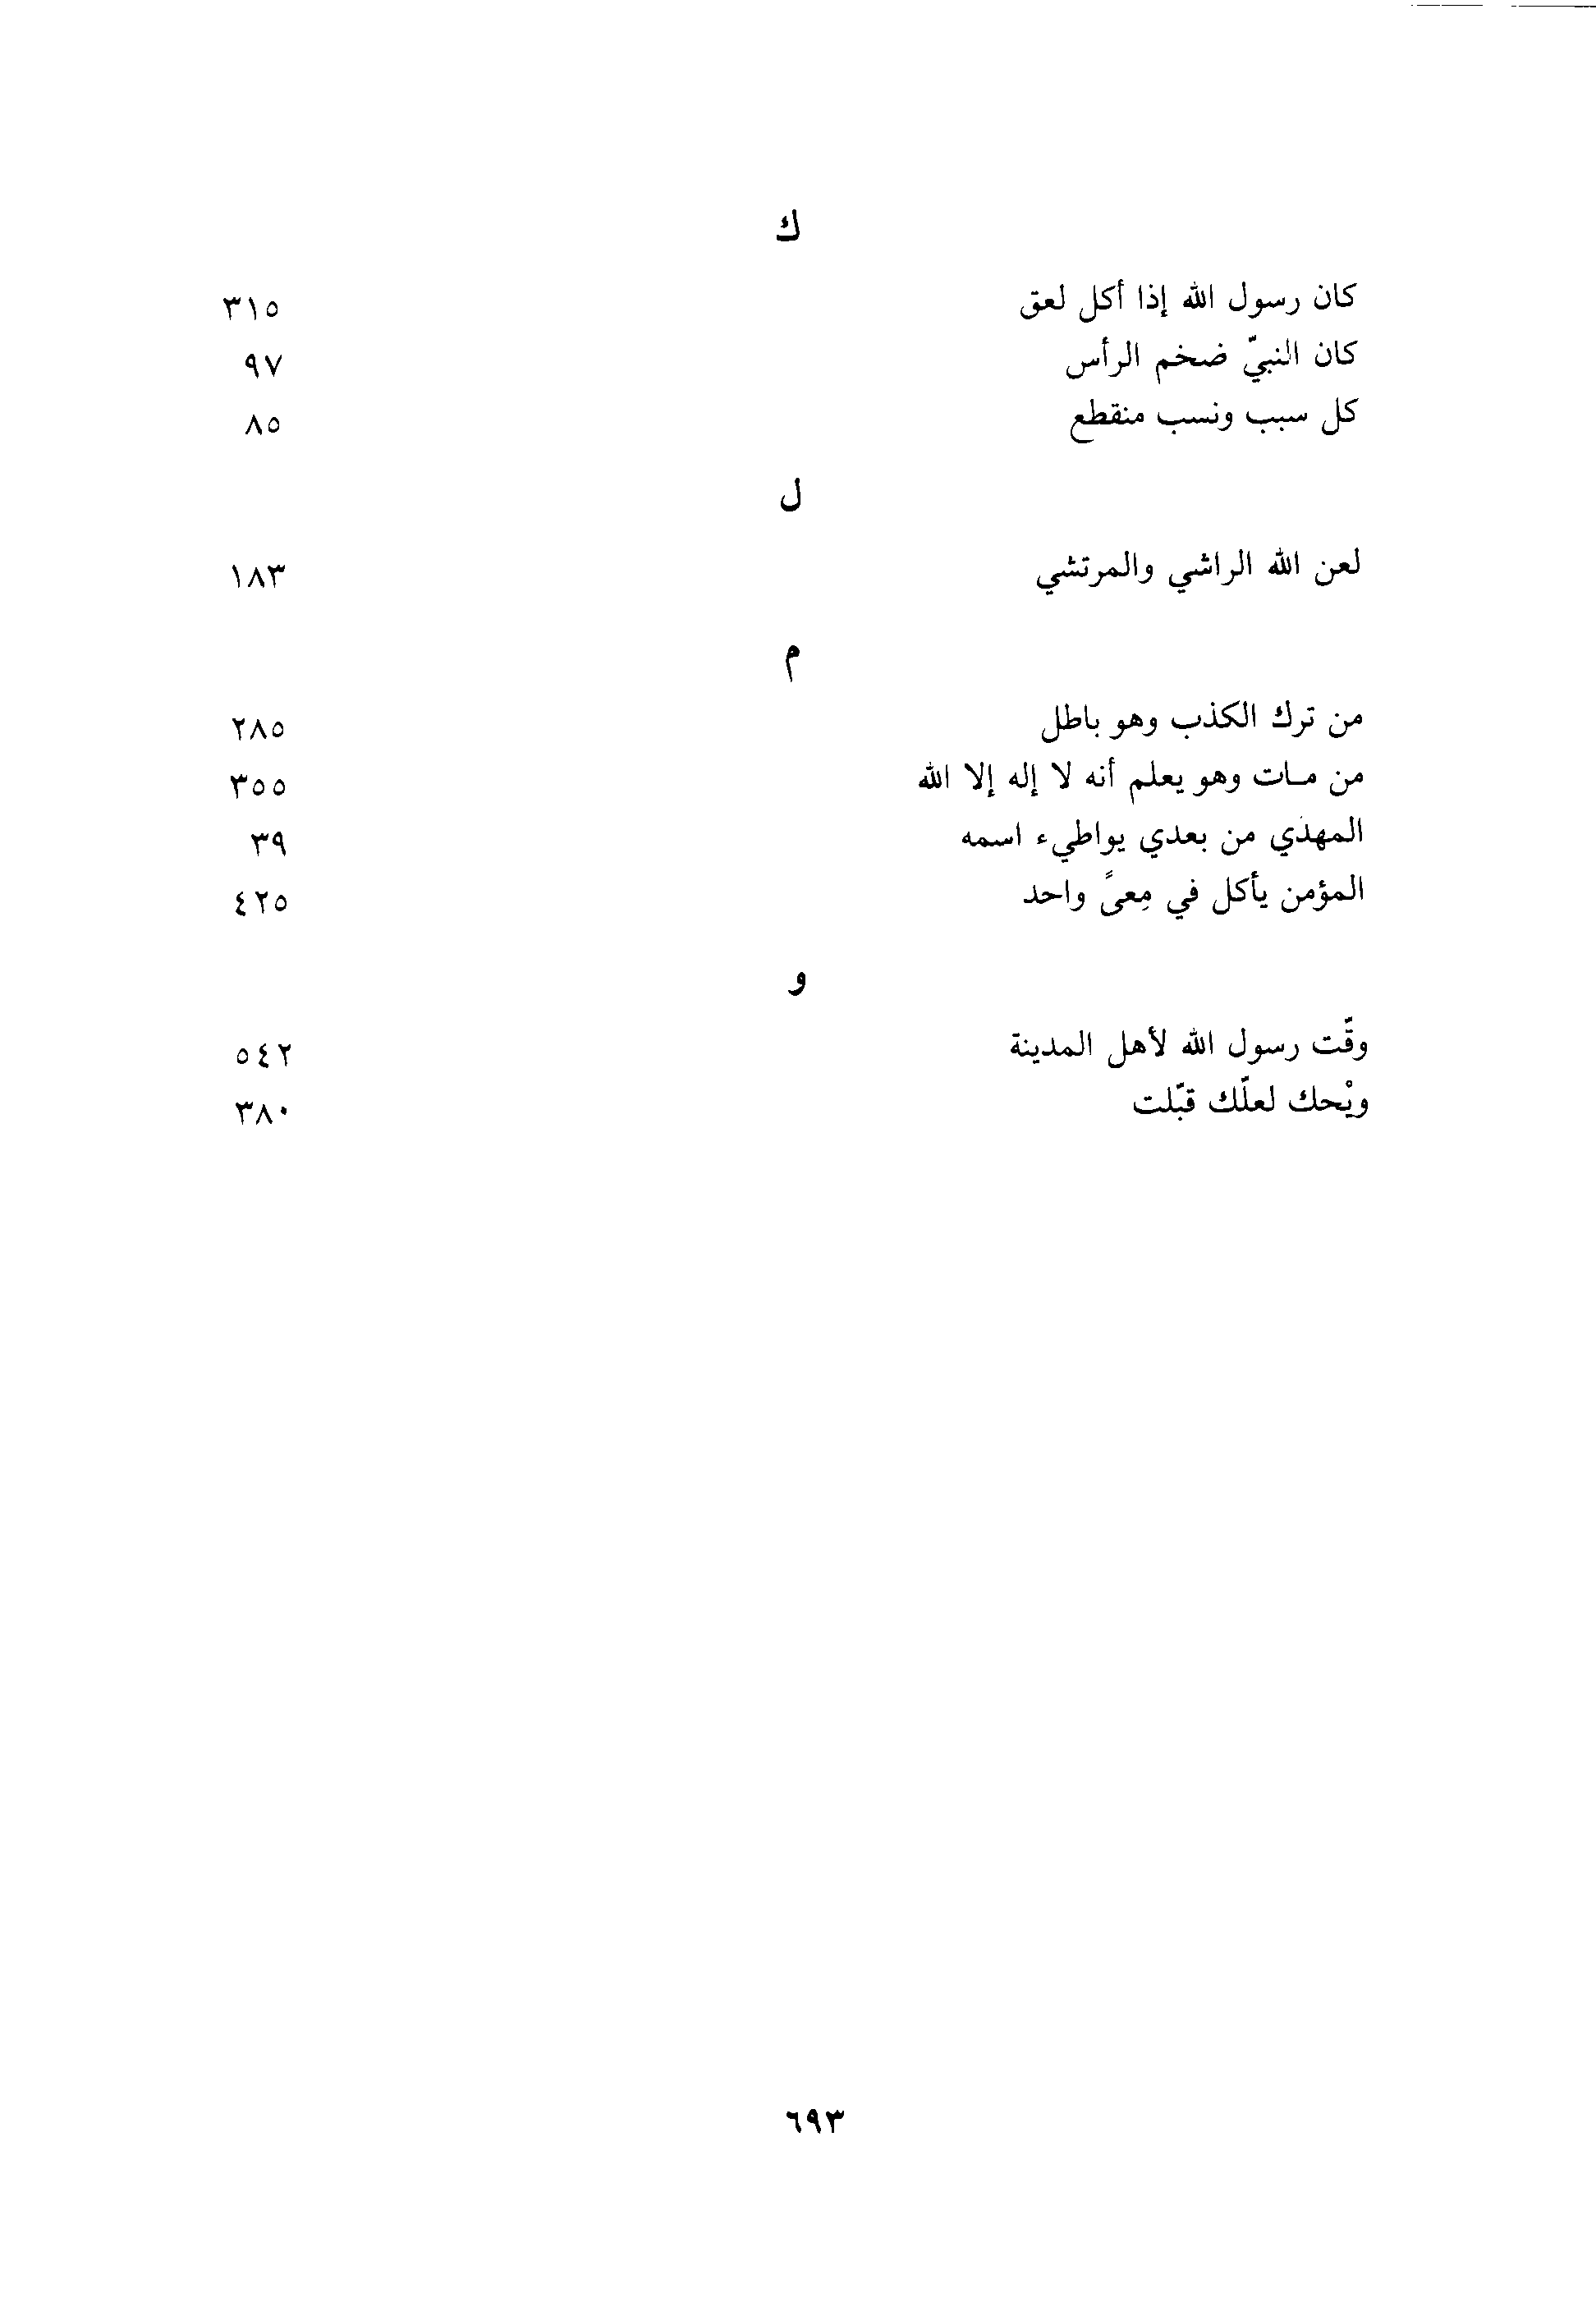 ك
كان رسول الله إذا أكل لعق ٣١٥
كان النبيّ ضخم الرأس ٩٧
كل سبب ونسب منقطع ٨٥
ل
لعن الله الراشي والمرتشي ١٨٣
م
من ترك الكذب وهو باطل ٢٨٥
من مات وهو يعلم أنه لا إله إلا الله ٣٥٥
المهدي من بعدي يواطيء اسمه ٣٩
المؤمن يأكل في مِعىً واحد ٤٢٥
و
وقّت رسول الله لأهل المدينة ٥٤٢
ويْحك لعلّك قبّلت ٣٨٠
٦٩٣